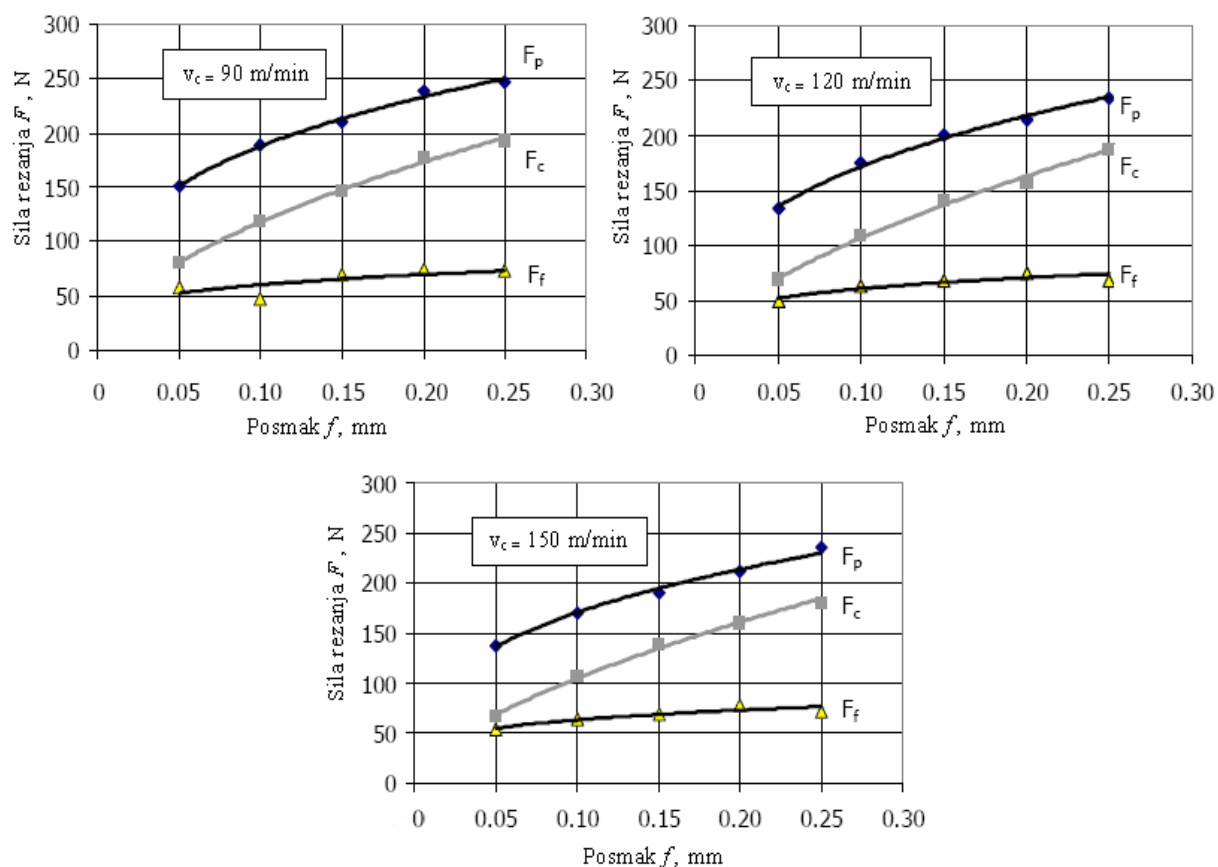 300
250
200
150
100
50
0
Sila rezanja F, N
v_c = 90 m/min
F_p
F_c
F_f
0 0.05 0.10 0.15 0.20 0.25 0.30
Posmak f, mm
300
250
200
150
100
50
0
Sila rezanja F, N
v_c = 120 m/min
F_p
F_c
F_f
0 0.05 0.10 0.15 0.20 0.25 0.30
Posmak f, mm
300
250
200
150
100
50
0
Sila rezanja F, N
v_c = 150 m/min
F_p
F_c
F_f
0 0.05 0.10 0.15 0.20 0.25 0.30
Posmak f, mm